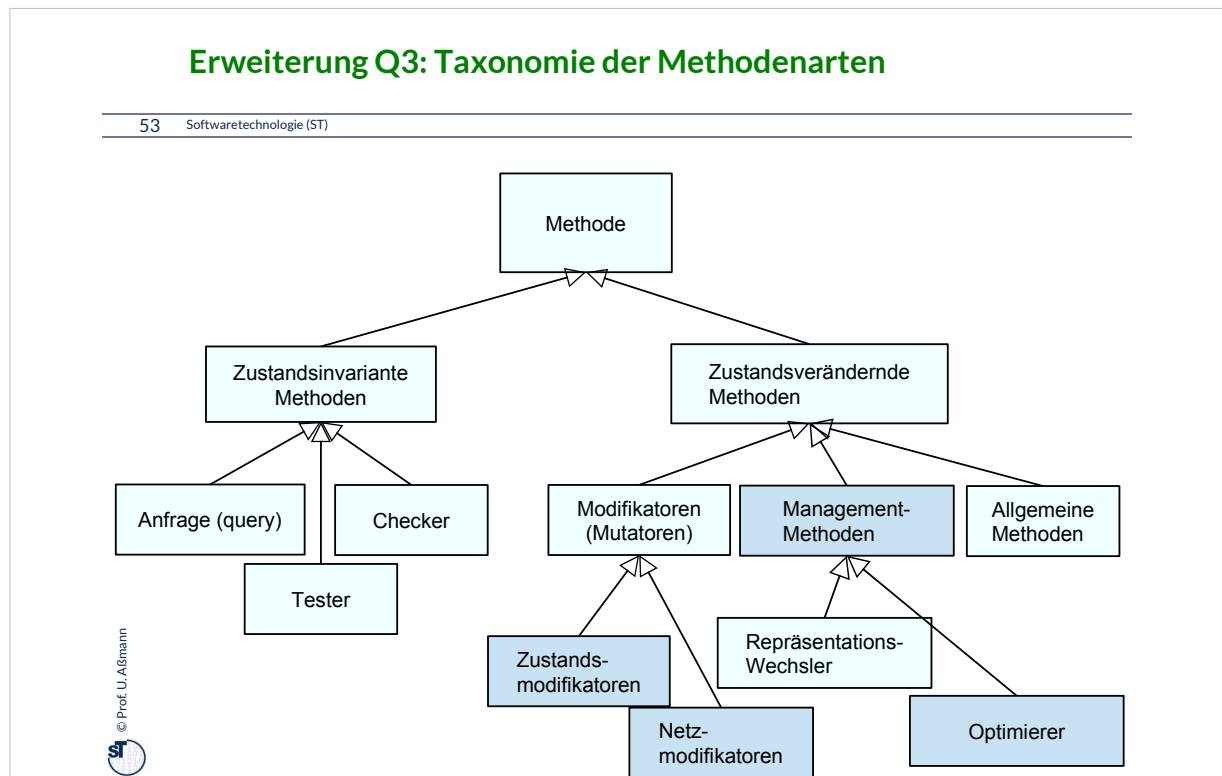 Erweiterung Q3: Taxonomie der Methodenarten
53 Softwaretechnologie (ST)
Methode
Zustandsinvariante
Methoden
Zustandsverändernde
Methoden
Anfrage (query)
Checker
Tester
Modifikatoren
(Mutatoren)
Management-
Methoden
Allgemeine
Methoden
Zustands-
modifikatoren
Netz-
modifikatoren
Repräsentations-
Wechsler
Optimierer
© Prof. U. Aßmann
ST